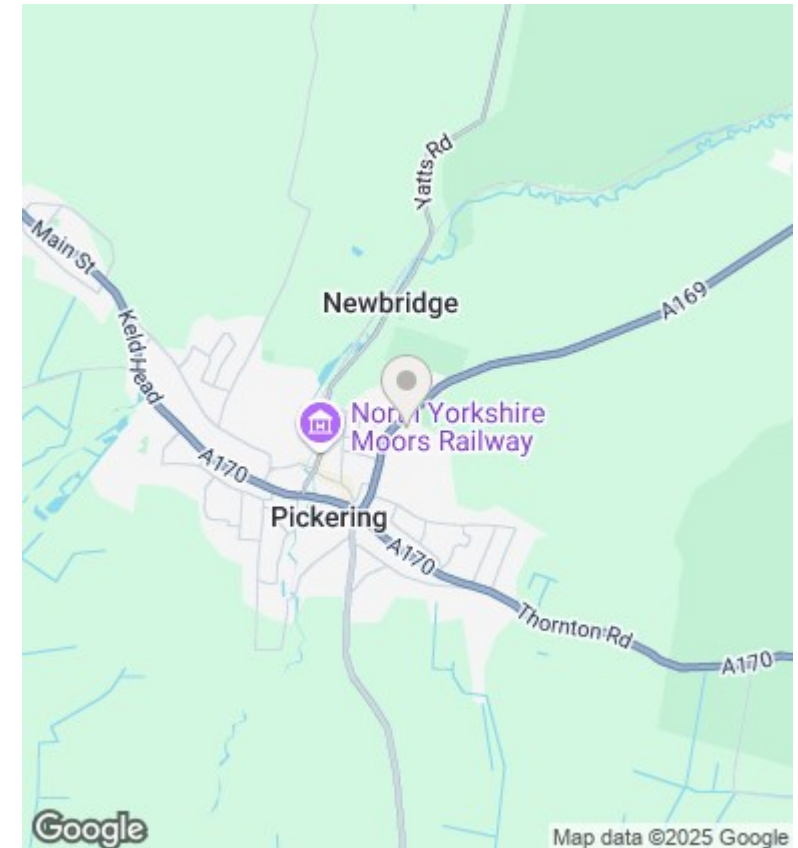 Yatts Rd
Main St
Newbridge
A169
Keld Head
North Yorkshire
Moors Railway
A170
Pickering
A170
Thornton Rd
A170
Google
Map data ©2025 Google